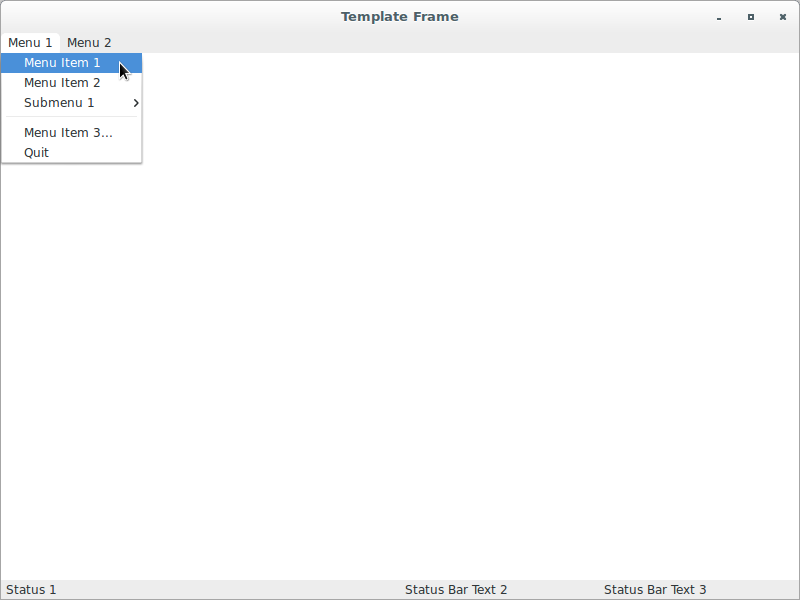 Template Frame
Menu 1 Menu 2
Menu Item 1
Menu Item 2
Submenu 1
Menu Item 3...
Quit
Status 1 Status Bar Text 2 Status Bar Text 3